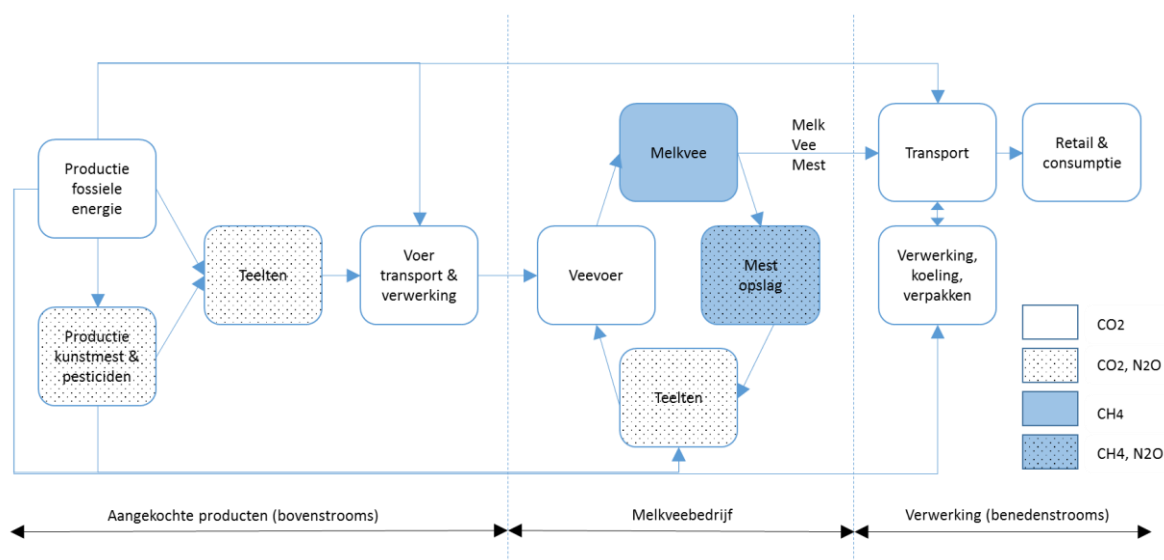 Productie
fossiele
energie
Productie
kunstmest &
pesticiden
Teelten
Voer
transport &
verwerking
Veevoer
Melkvee
Mest
opslag
Teelten
Melk
Vee
Mest
Transport
Retail &
consumptie
Verwerking,
koeling,
verpakken
CO2
CO2, N2O
CH4
CH4, N2O
Aangekochte producten (bovenstrooms)
Melkveebedrijf
Verwerking (benedenstrooms)